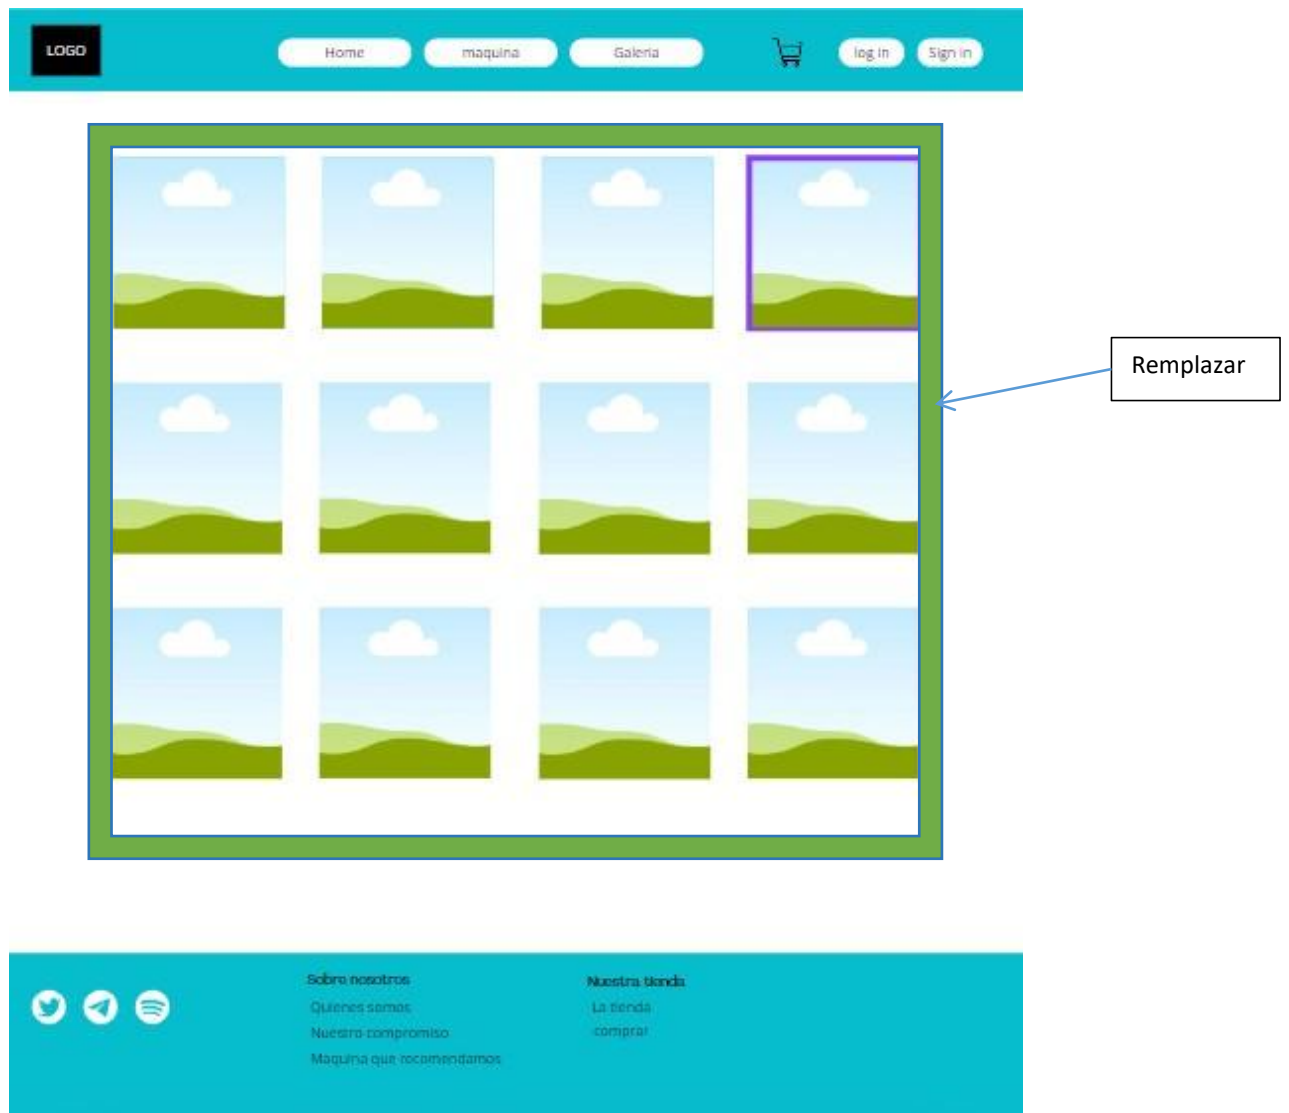 LOGO
Home
maquina
Galeria
log in
Sign in
Remplazar
Sobre nosotros
Quienes somos
Nuestro compromiso
Maquina que recomendamos
Nuestra tienda
La tienda
comprar